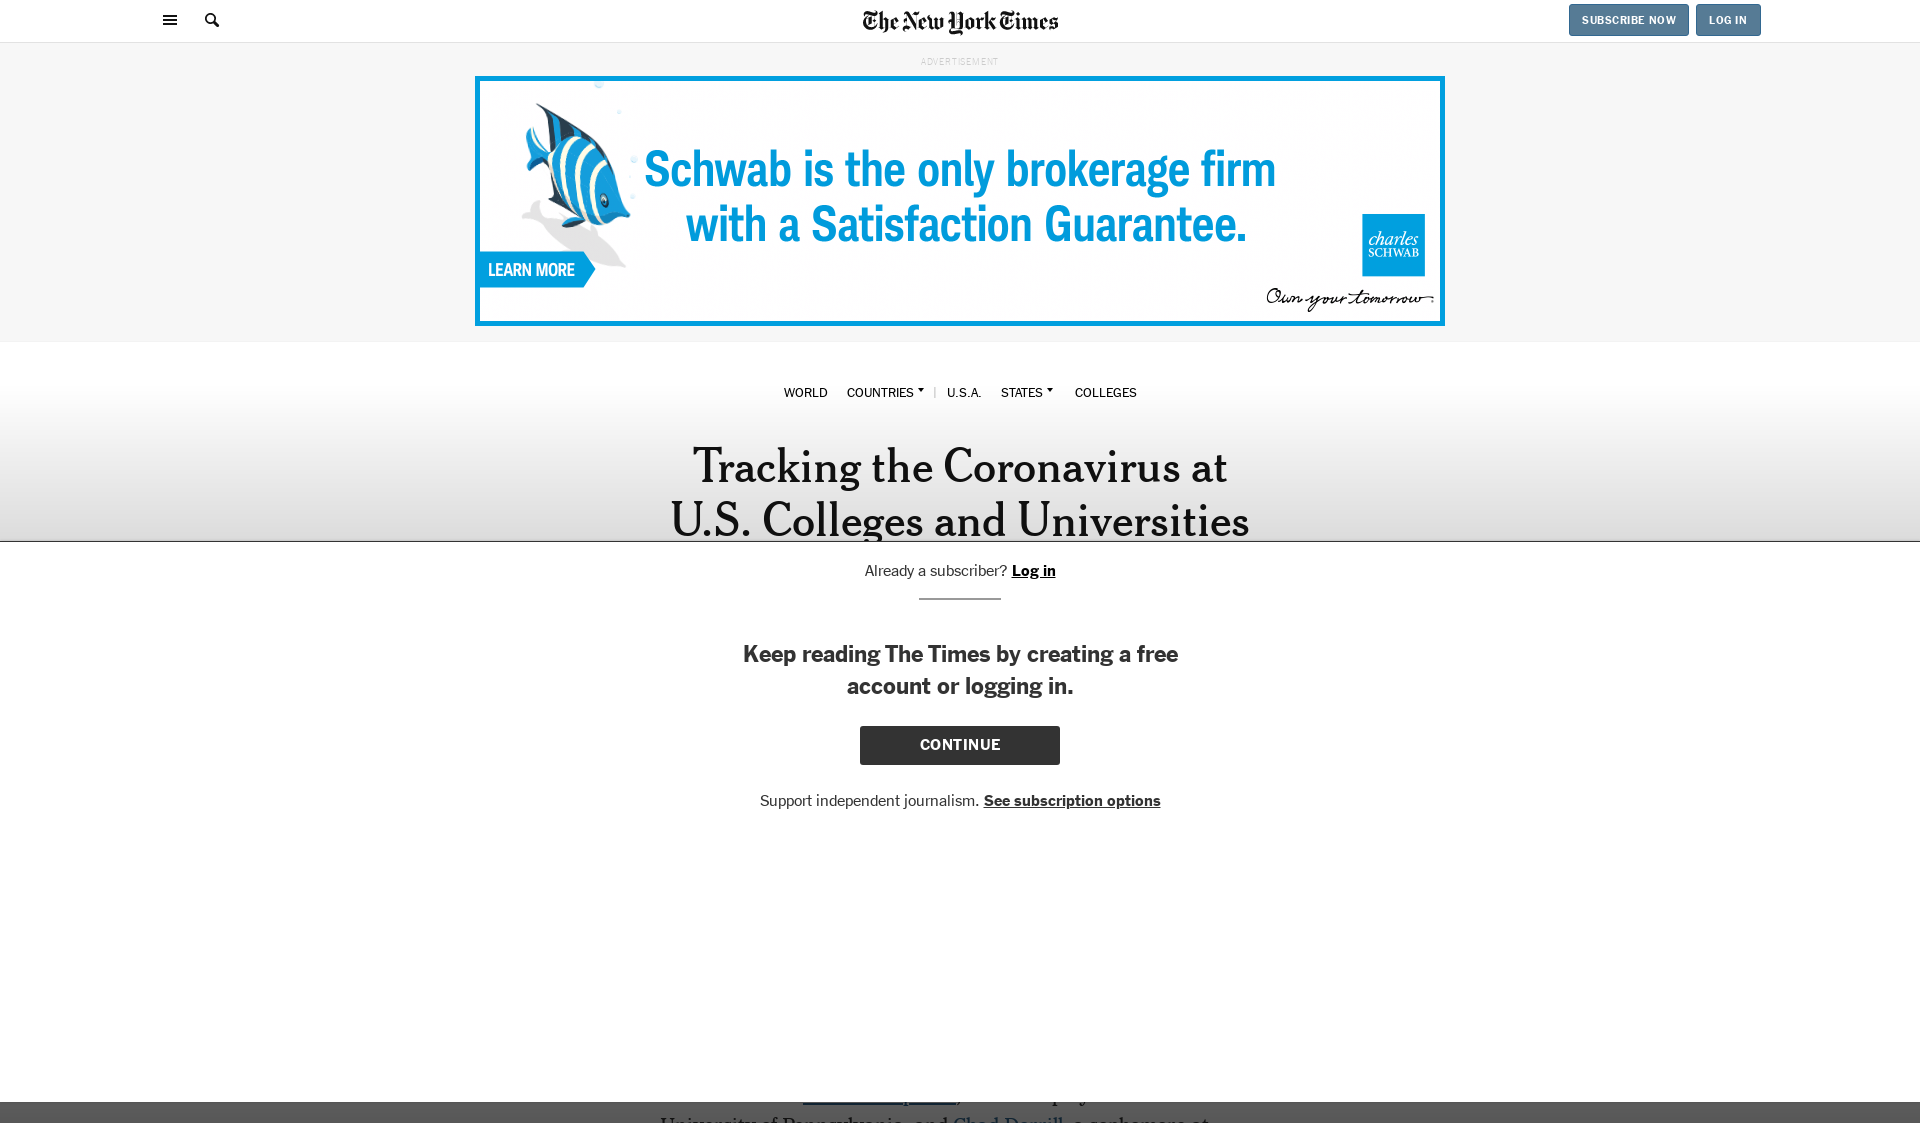 The New York Times
SUBSCRIBE NOW
LOG IN
ADVERTISEMENT
Schwab is the only brokerage firm
with a Satisfaction Guarantee.
LEARN MORE
charles
SCHWAB
Own your tomorrow
WORLD COUNTRIES | U.S.A. STATES COLLEGES
Tracking the Coronavirus at
U.S. Colleges and Universities
Already a subscriber? Log in
Keep reading The Times by creating a free
account or logging in.
CONTINUE
Support independent journalism. See subscription options